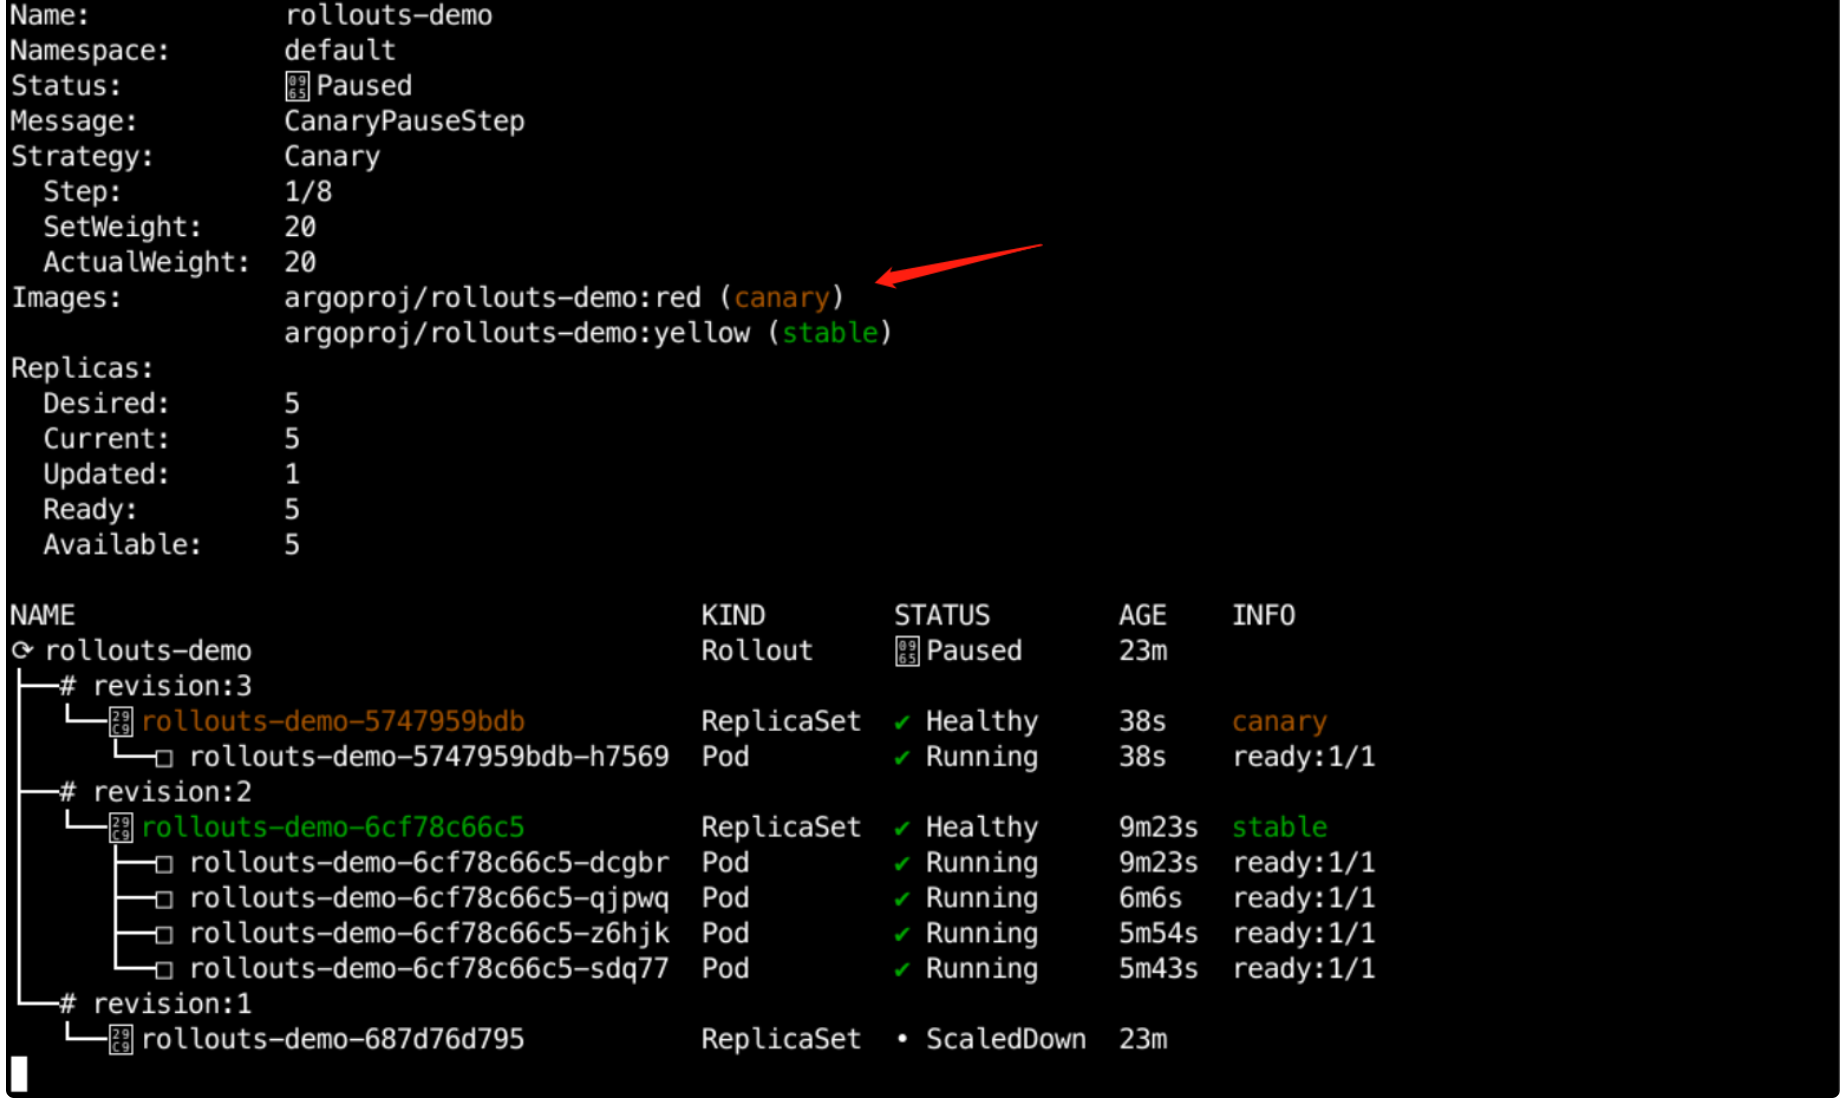 Name: rollouts-demo
Namespace: default
Status: Paused
Message: CanaryPauseStep
Strategy: Canary
Step: 1/8
SetWeight: 20
ActualWeight: 20
Images: argoproj/rollouts-demo:red (canary)
argoproj/rollouts-demo:yellow (stable)
Replicas:
Desired: 5
Current: 5
Updated: 1
Ready: 5
Available: 5
NAME KIND STATUS AGE INFO
⟳ rollouts-demo Rollout Paused 23m
├──# revision:3
│ └── rollouts-demo-5747959bdb ReplicaSet ✔ Healthy 38s canary
│ └──□ rollouts-demo-5747959bdb-h7569 Pod ✔ Running 38s ready:1/1
├──# revision:2
│ └── rollouts-demo-6cf78c66c5 ReplicaSet ✔ Healthy 9m23s stable
│ ├──□ rollouts-demo-6cf78c66c5-dcgbr Pod ✔ Running 9m23s ready:1/1
│ ├──□ rollouts-demo-6cf78c66c5-qjpwq Pod ✔ Running 6m6s ready:1/1
│ ├──□ rollouts-demo-6cf78c66c5-z6hjk Pod ✔ Running 5m54s ready:1/1
│ └──□ rollouts-demo-6cf78c66c5-sdq77 Pod ✔ Running 5m43s ready:1/1
└──# revision:1
└── rollouts-demo-687d76d795 ReplicaSet • ScaledDown 23m